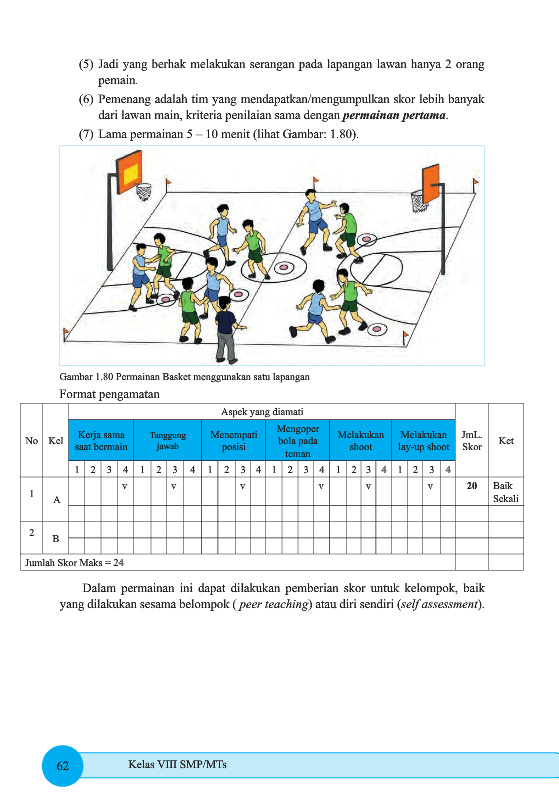 (5) Jadi yang berhak melakukan serangan pada lapangan lawan hanya 2 orang
pemain.
(6) Pemenang adalah tim yang mendapatkan/mengumpulkan skor lebih banyak
dari lawan main, kriteria penilaian sama dengan permainan pertama.
(7) Lama permainan 5 – 10 menit (lihat Gambar: 1.80).
Gambar 1.80 Permainan Basket menggunakan satu lapangan
Format pengamatan
No Kel Aspek yang diamati JmL. Skor Ket
Kerja sama saat bermain Tanggung jawab Menempati posisi Mengoper bola pada teman Melakukan shoot Melakukan lay-up shoot
1 2 3 4 1 2 3 4 1 2 3 4 1 2 3 4 1 2 3 4 1 2 3 4
1 A v v v v v v 20 Baik Sekali
2 B
Jumlah Skor Maks = 24
Dalam permainan ini dapat dilakukan pemberian skor untuk kelompok, baik
yang dilakukan sesama belompok ( peer teaching) atau diri sendiri (self assessment).
62 Kelas VIII SMP/MTs